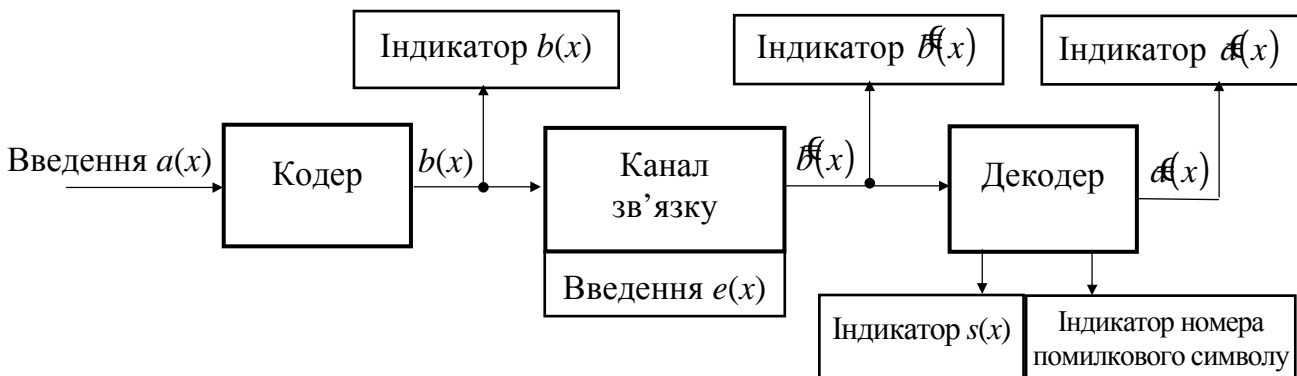 Індикатор b(x)
Індикатор b̂(x)
Індикатор â(x)
Введення a(x)
Кодер
b(x)
Канал
зв’язку
b̂(x)
Декодер
â(x)
Введення e(x)
Індикатор s(x)
Індикатор номера
помилкового символу